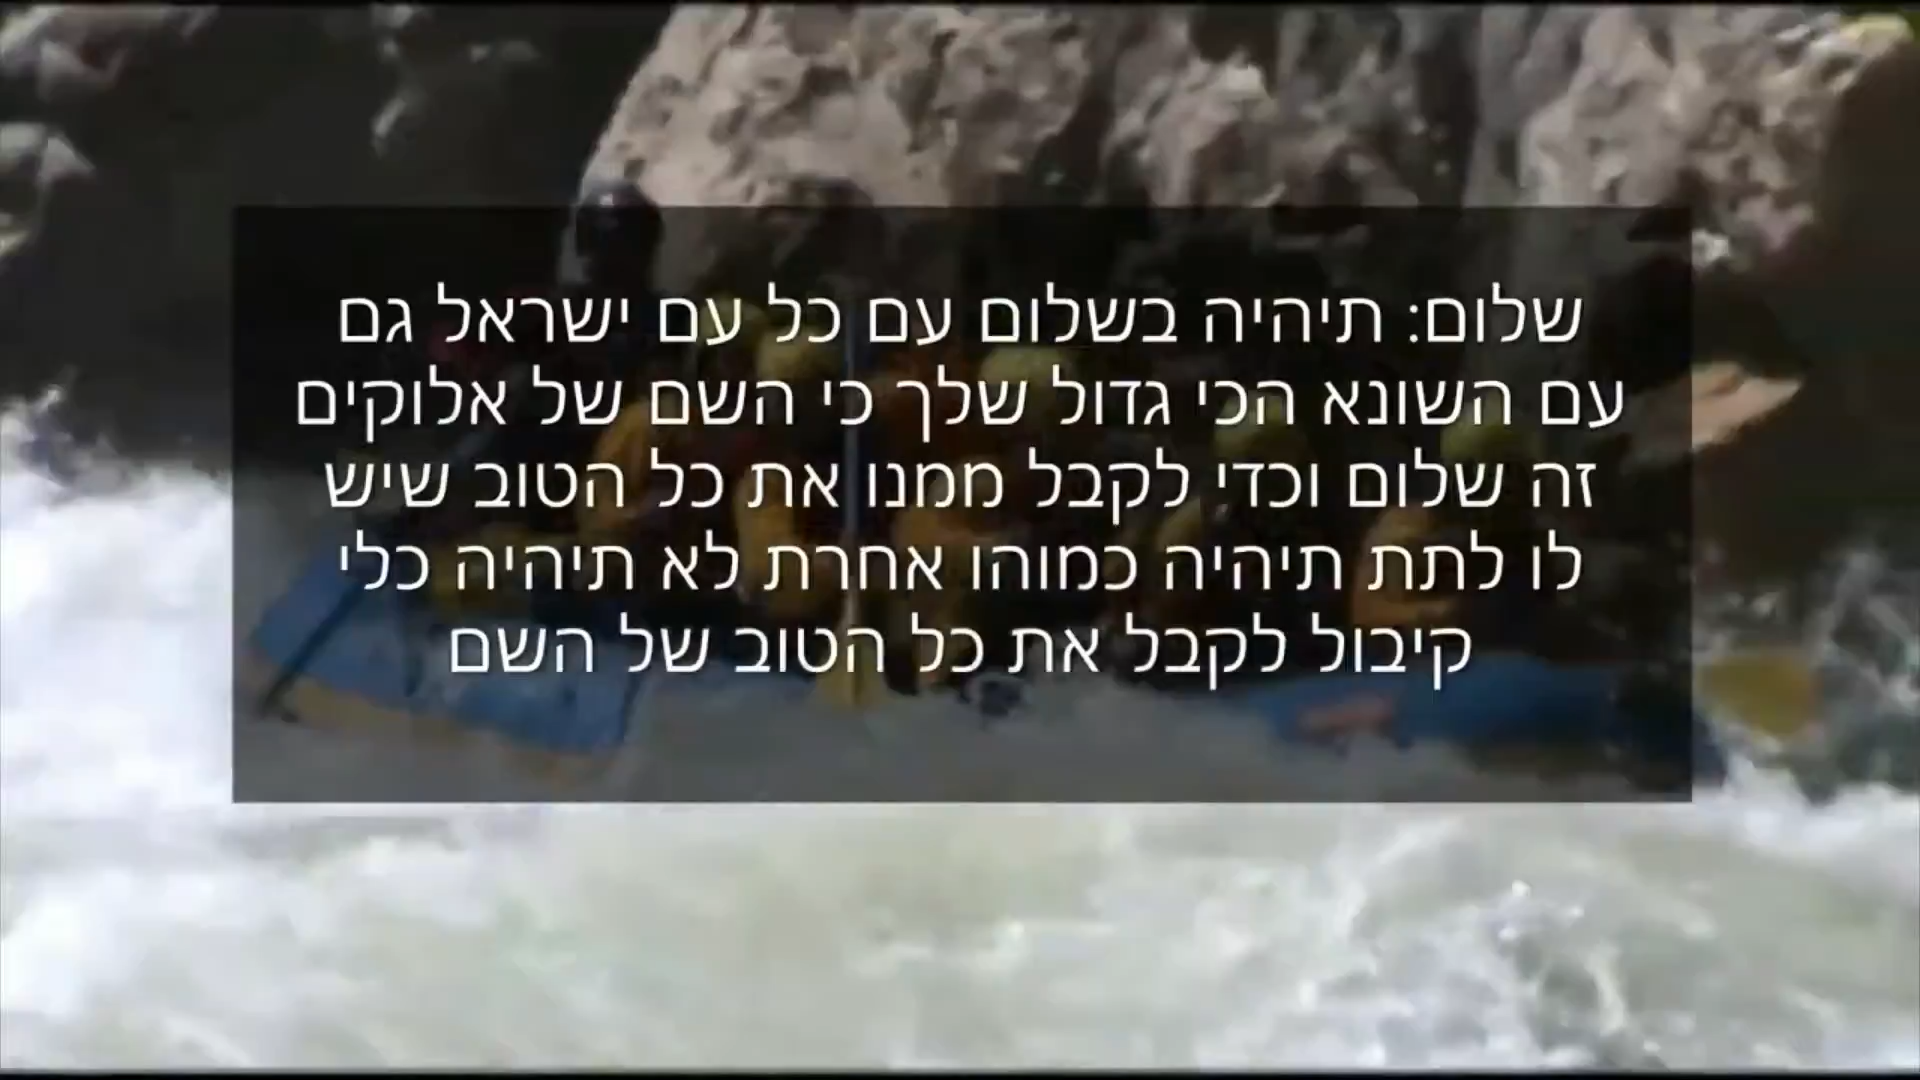 שלום: תיהיה בשלום עם כל עם ישראל גם
עם השונא הכי גדול שלך כי השם של אלוקים
זה שלום וכדי לקבל ממנו את כל הטוב שיש
לו לתת תיהיה כמוהו אחרת לא תיהיה כלי
קיבול לקבל את כל הטוב של השם